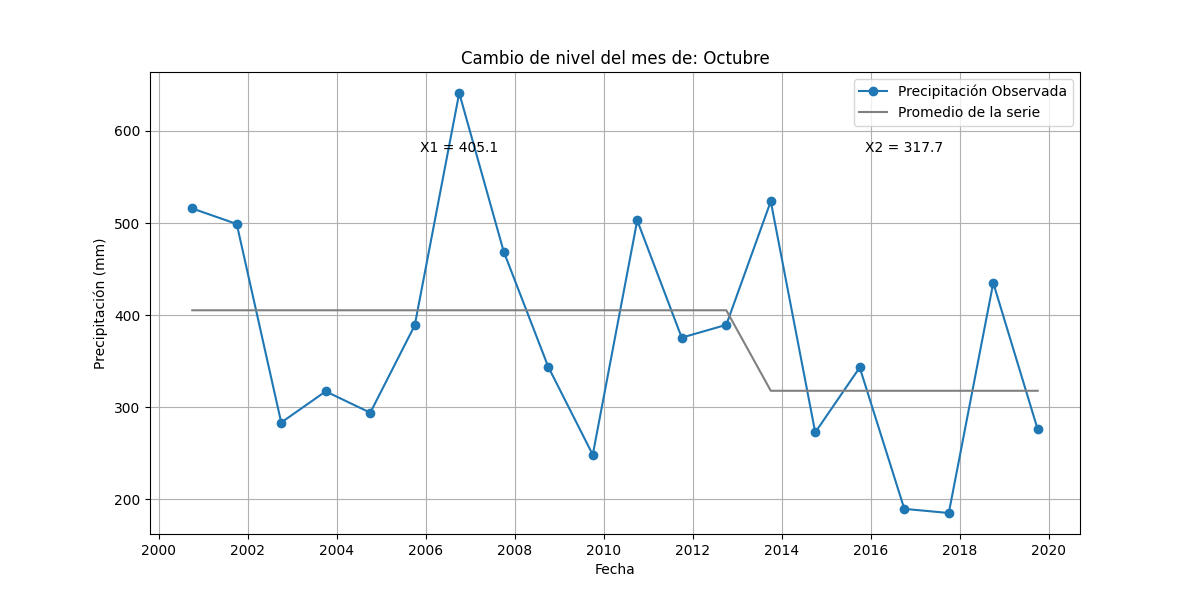 Cambio de nivel del mes de: Octubre
Precipitación Observada
Promedio de la serie
X1 = 405.1
X2 = 317.7
Precipitación (mm)
600
500
400
300
200
2000 2002 2004 2006 2008 2010 2012 2014 2016 2018 2020
Fecha